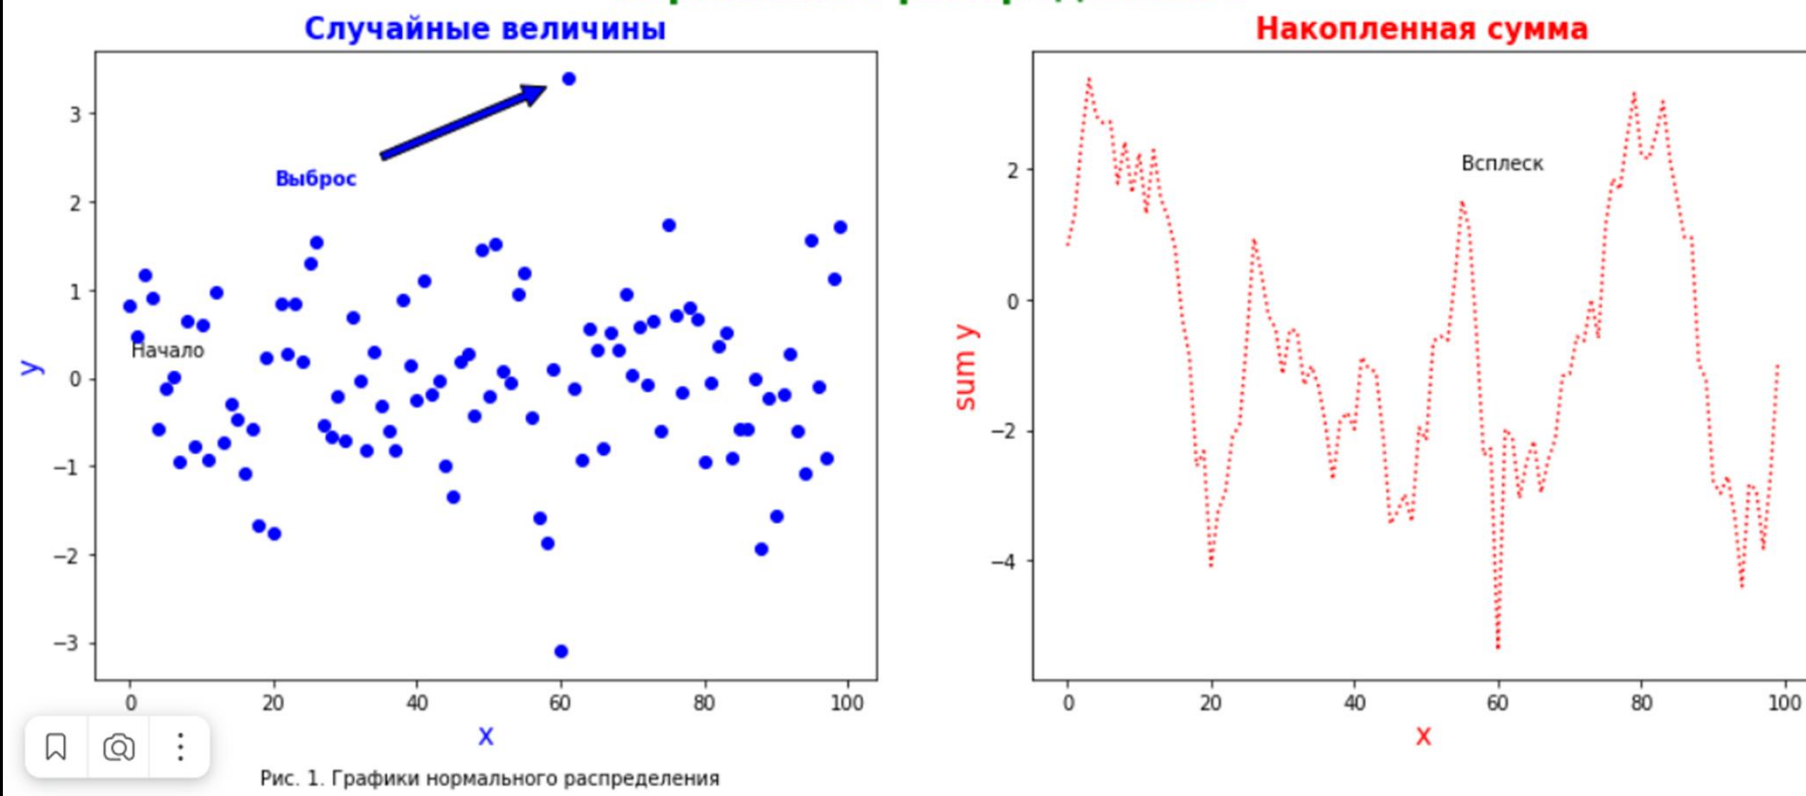 Случайные величины
y
3
2
1
0
−1
−2
−3
Выброс
Начало
0 20 40 60 80 100
x
Рис. 1. Графики нормального распределения
Накопленная сумма
sum y
2
0
−2
−4
Всплеск
0 20 40 60 80 100
x